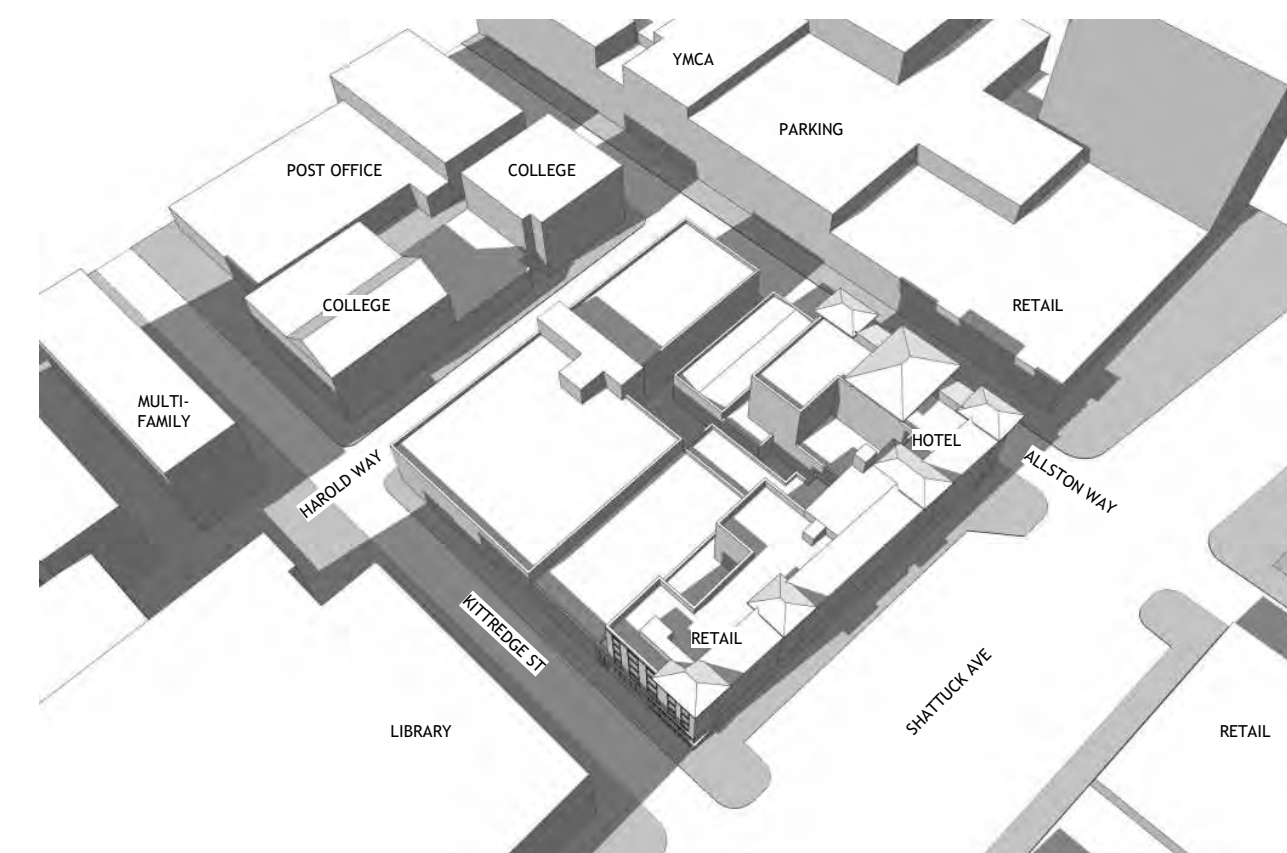 YMCA
PARKING
POST OFFICE
COLLEGE
COLLEGE
RETAIL
MULTI-
FAMILY
HOTEL
HAROLD WAY
ALLSTON WAY
KITTREDGE ST
RETAIL
SHATTUCK AVE
LIBRARY
RETAIL